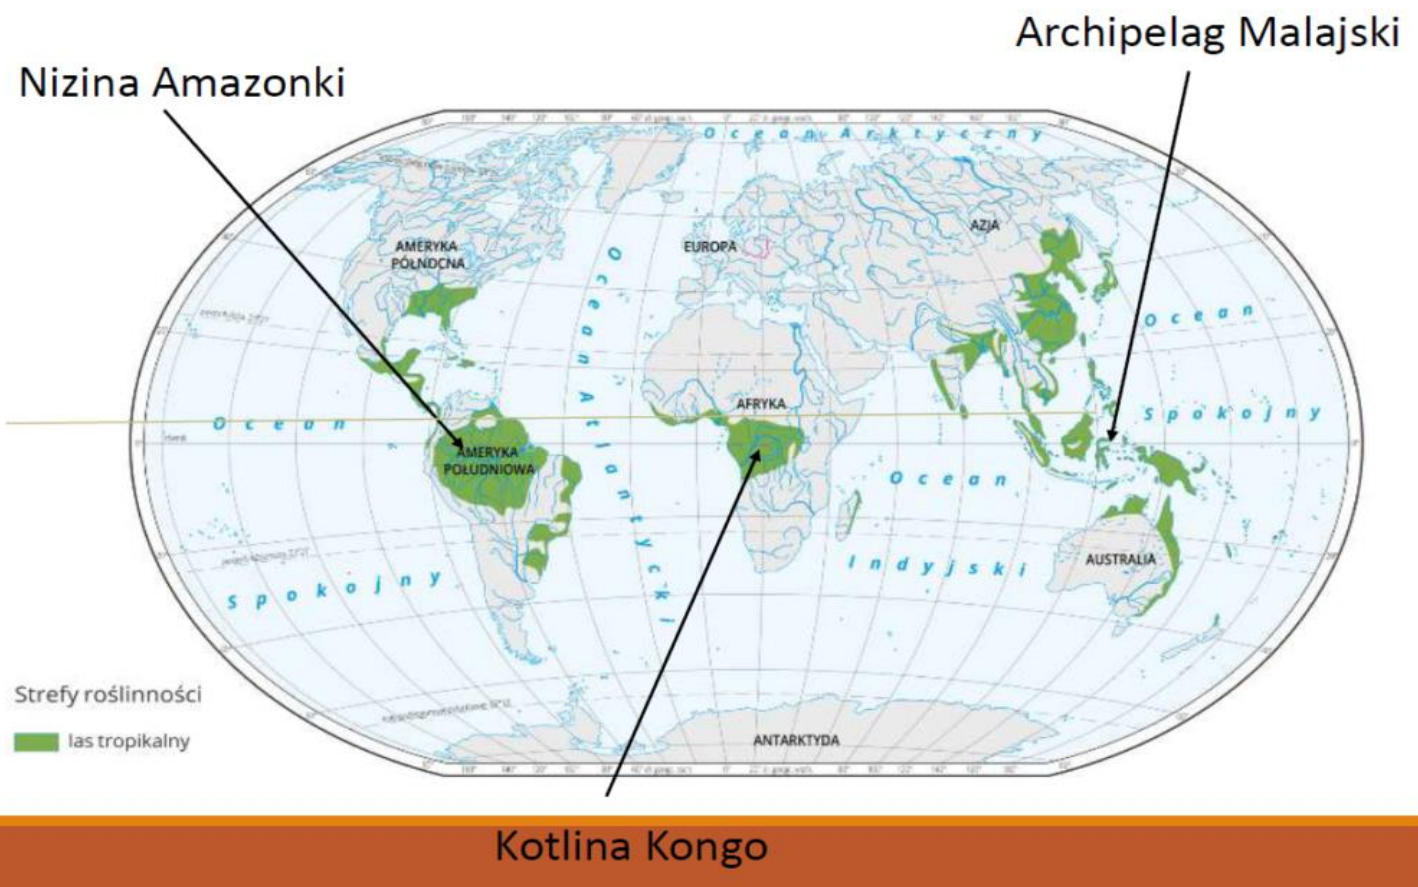 Archipelag Malajski
Nizina Amazonki
Ocean Arktyczny
AZJA
EUROPA
AMERYKA
PÓŁNOCNA
Ocean Atlantycki
Ocean
Spokojny
AFRYKA
Ocean
AMERYKA
POŁUDNIOWA
Ocean
Indyjski
AUSTRALIA
Spokojny
Strefy roślinności
las tropikalny
ANTARKTYDA
Kotlina Kongo